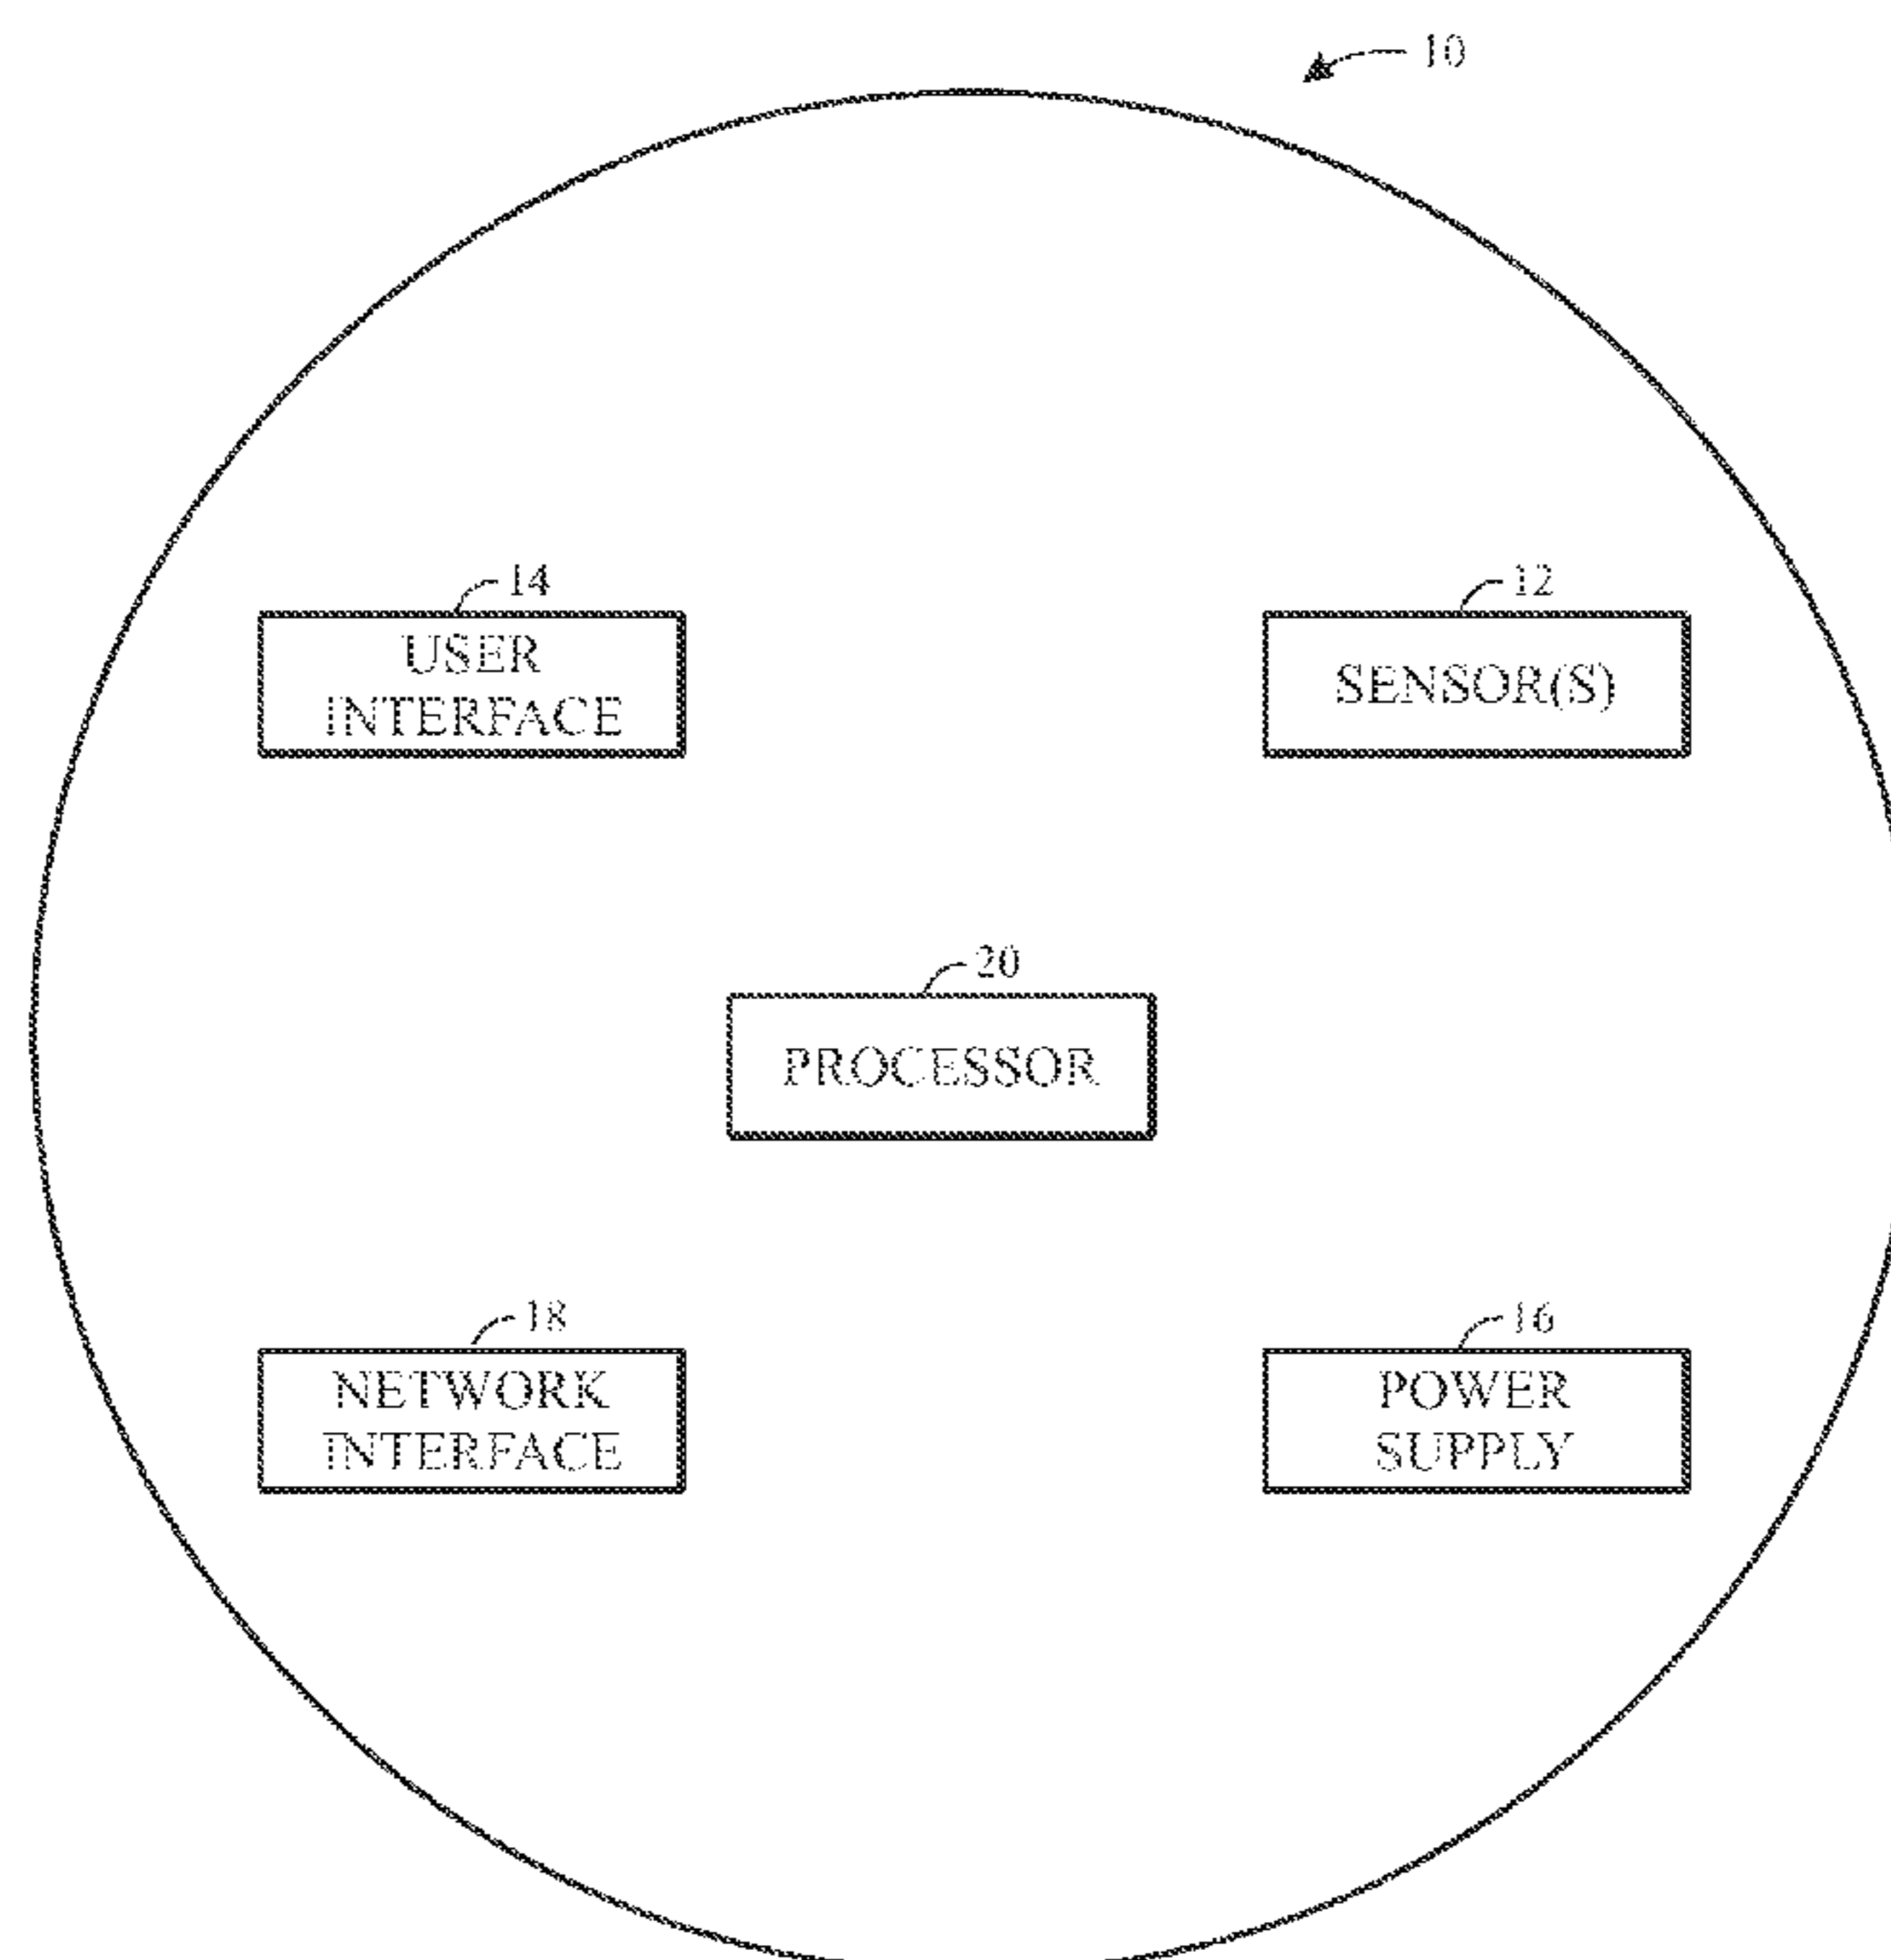 10
14
USER
INTERFACE
12
SENSOR(S)
20
PROCESSOR
18
NETWORK
INTERFACE
16
POWER
SUPPLY